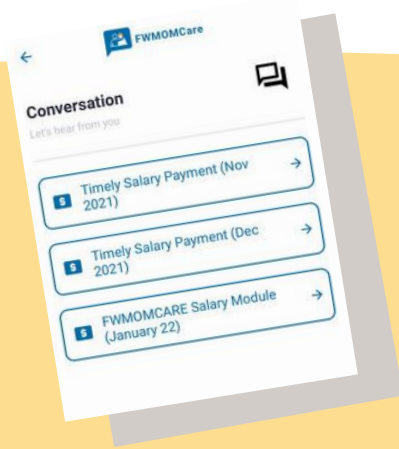 FWMOMCare
Conversation
Let's hear from you
Timely Salary Payment (Nov
2021)
Timely Salary Payment (Dec
2021)
FWMOMCARE Salary Module
(January 22)